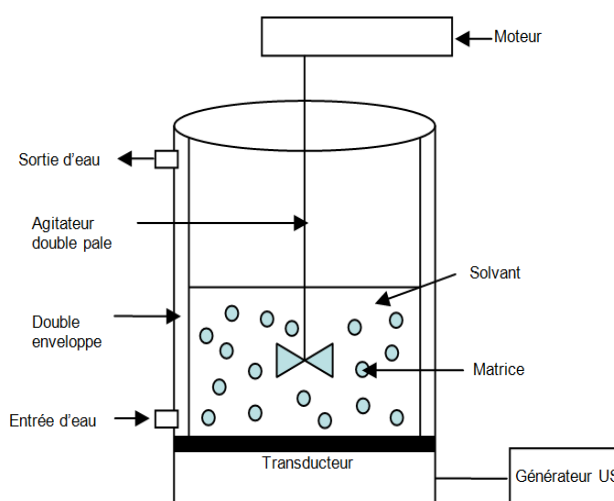 Moteur
Sortie d'eau
Agitateur
double pale
Solvant
Double
enveloppe
Matrice
Entrée d'eau
Transducteur
Générateur US